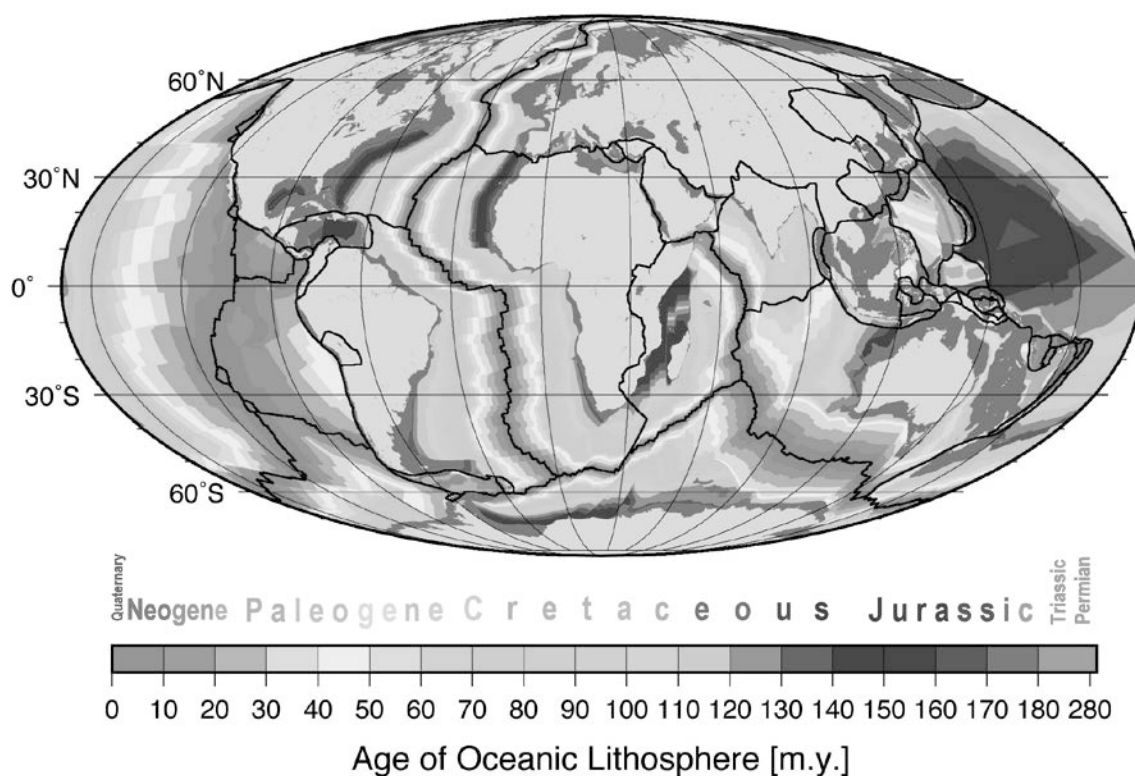 60˚N
30˚N
0˚
30˚S
60˚S
Quaternary
Neogene
Paleogene
Cretaceous
Jurassic
Triassic
Permian
0 10 20 30 40 50 60 70 80 90 100 110 120 130 140 150 160 170 180 280
Age of Oceanic Lithosphere [m.y.]